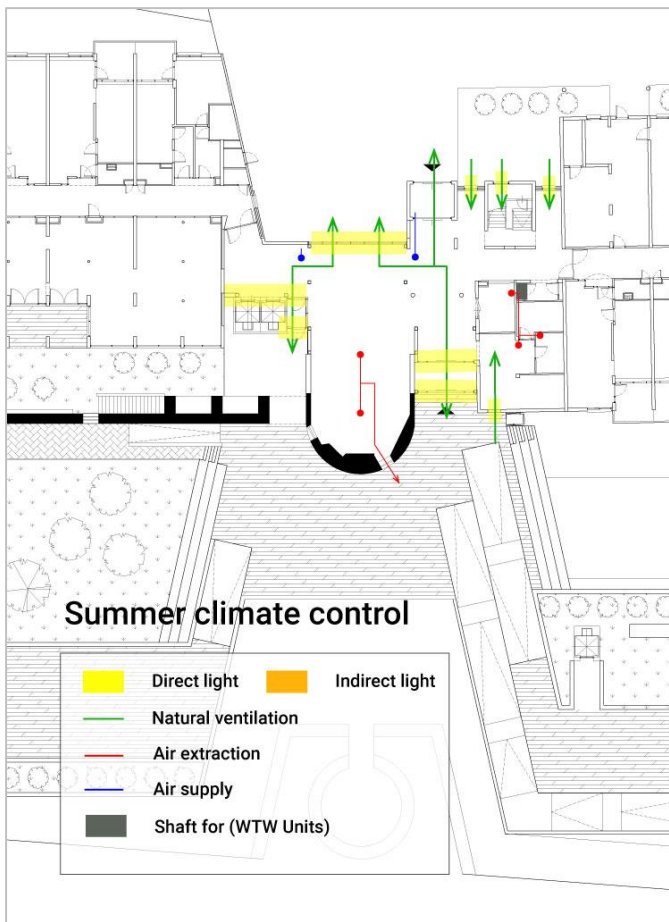 Summer climate control
Direct light
Indirect light
Natural ventilation
Air extraction
Air supply
Shaft for (WTW Units)